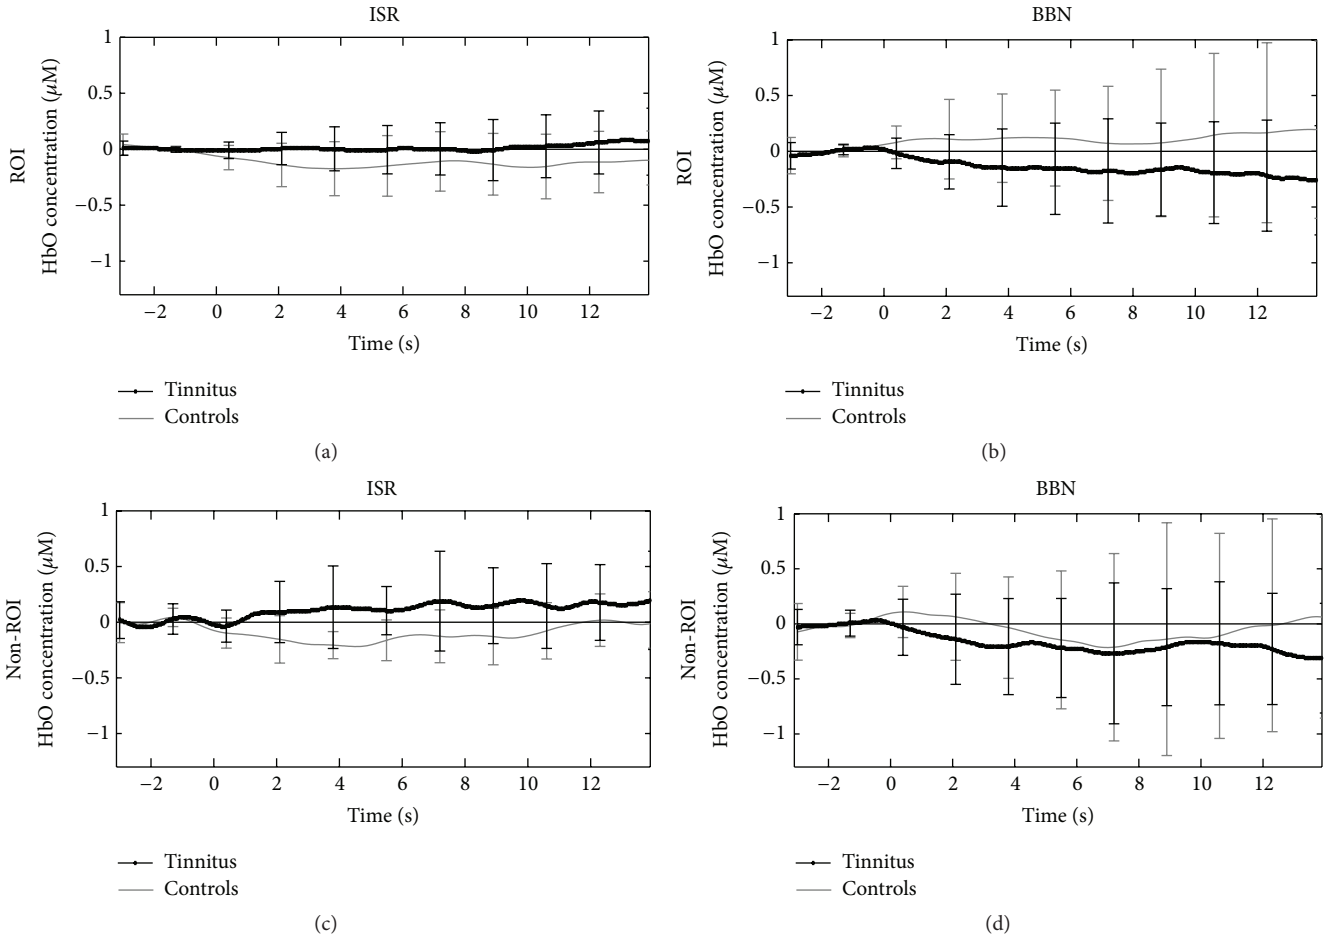 ISR
1
0.5
0
−0.5
−1
ROI
HbO concentration (μM)
−2 0 2 4 6 8 10 12
Time (s)
Tinnitus
Controls
(a)
BBN
1
0.5
0
−0.5
−1
ROI
HbO concentration (μM)
−2 0 2 4 6 8 10 12
Time (s)
Tinnitus
Controls
(b)
ISR
1
0.5
0
−0.5
−1
Non-ROI
HbO concentration (μM)
−2 0 2 4 6 8 10 12
Time (s)
Tinnitus
Controls
(c)
BBN
1
0.5
0
−0.5
−1
Non-ROI
HbO concentration (μM)
−2 0 2 4 6 8 10 12
Time (s)
Tinnitus
Controls
(d)